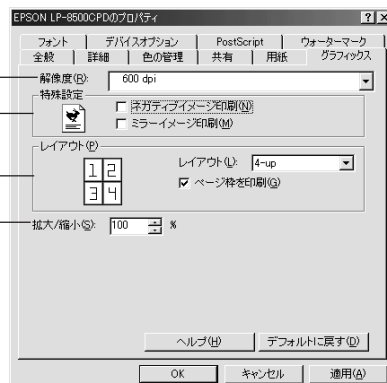 EPSON LP-8500CPDのプロパティ
フォント デバイスオプション PostScript ウォーターマーク
全般 詳細 色の管理 共有 用紙 グラフィックス
解像度(R): 600 dpi
特殊設定
ネガティブイメージ印刷(N)
ミラーイメージ印刷(M)
レイアウト(P)
レイアウト(L): 4-up
1 2
ページ枠を印刷(G)
3 4
拡大/縮小(S): 100 %
ヘルプ(H) デフォルトに戻す(D)
OK キャンセル 適用(A)